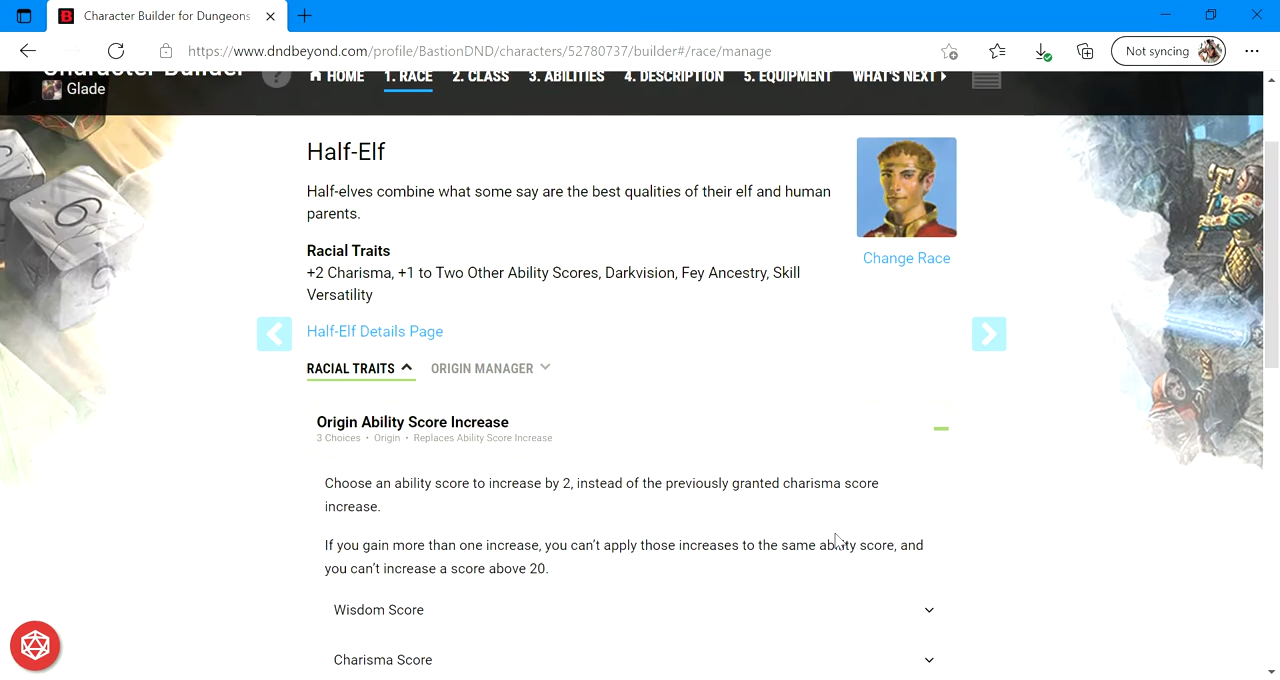 Character Builder for Dungeons
https://www.dndbeyond.com/profile/BastionDND/characters/52780737/builder#/race/manage
Not syncing
Character Builder
Glade
?
HOME
1. RACE
2. CLASS
3. ABILITIES
4. DESCRIPTION
5. EQUIPMENT
WHAT'S NEXT
Half-Elf
Half-elves combine what some say are the best qualities of their elf and human
parents.
Racial Traits
+2 Charisma, +1 to Two Other Ability Scores, Darkvision, Fey Ancestry, Skill
Versatility
Change Race
Half-Elf Details Page
RACIAL TRAITS
ORIGIN MANAGER
Origin Ability Score Increase
3 Choices • Origin • Replaces Ability Score Increase
Choose an ability score to increase by 2, instead of the previously granted charisma score
increase.
If you gain more than one increase, you can't apply those increases to the same ability score, and
you can't increase a score above 20.
Wisdom Score
Charisma Score